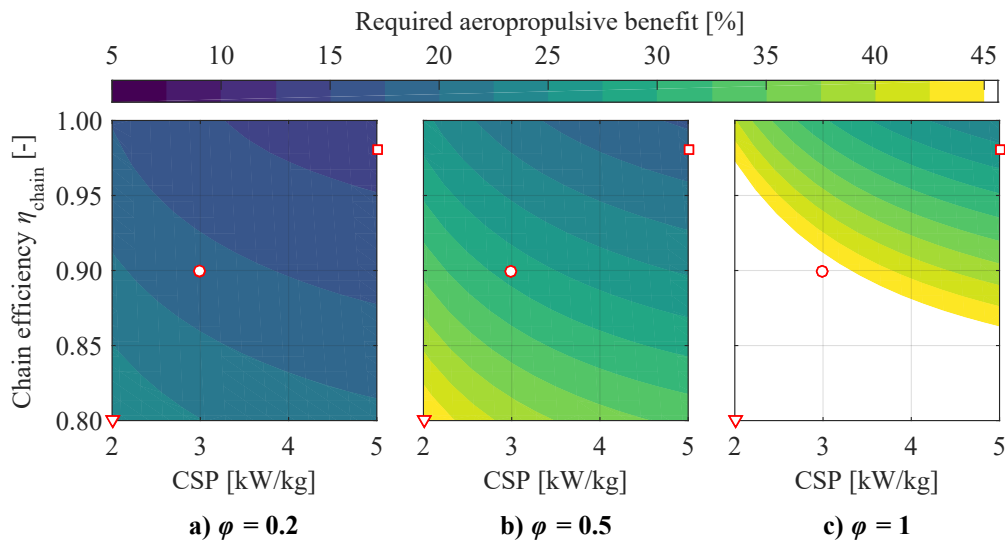 Required aeropropulsive benefit [%]
5 10 15 20 25 30 35 40 45
Chain efficiency η_chain [-]
1.00
0.95
0.90
0.85
0.80
2 3 4 5 2 3 4 5 2 3 4 5
CSP [kW/kg] CSP [kW/kg] CSP [kW/kg]
a) φ = 0.2 b) φ = 0.5 c) φ = 1